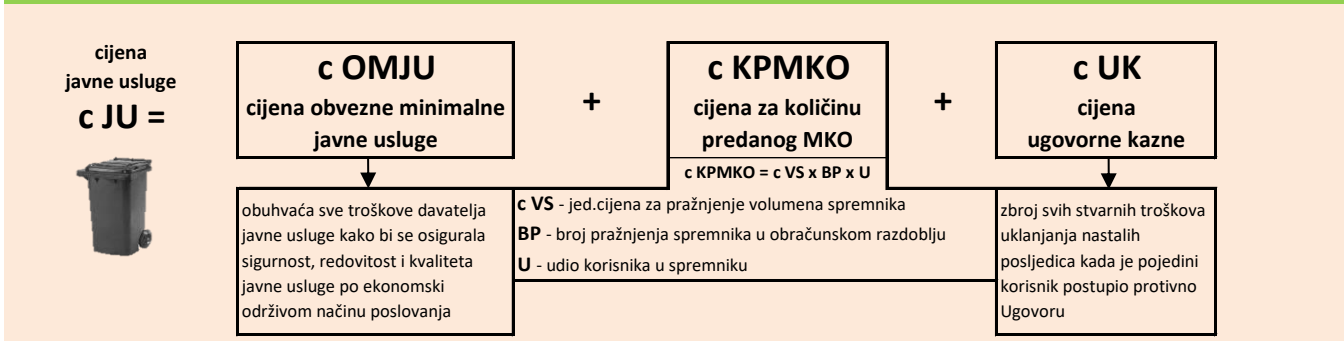 cijena
javne usluge
c JU =
c OMJU
cijena obvezne minimalne
javne usluge
+
c KPMKO
cijena za količinu
predanog MKO
c KPMKO = c VS x BP x U
+
c UK
cijena
ugovorne kazne
obuhvaća sve troškove davatelja
javne usluge kako bi se osigurala
sigurnost, redovitost i kvaliteta
javne usluge po ekonomski
održivom načinu poslovanja
c VS - jed.cijena za pražnjenje volumena spremnika
BP - broj pražnjenja spremnika u obračunskom razdoblju
U - udio korisnika u spremniku
zbroj svih stvarnih troškova
uklanjanja nastalih
posljedica kada je pojedini
korisnik postupio protivno
Ugovoru